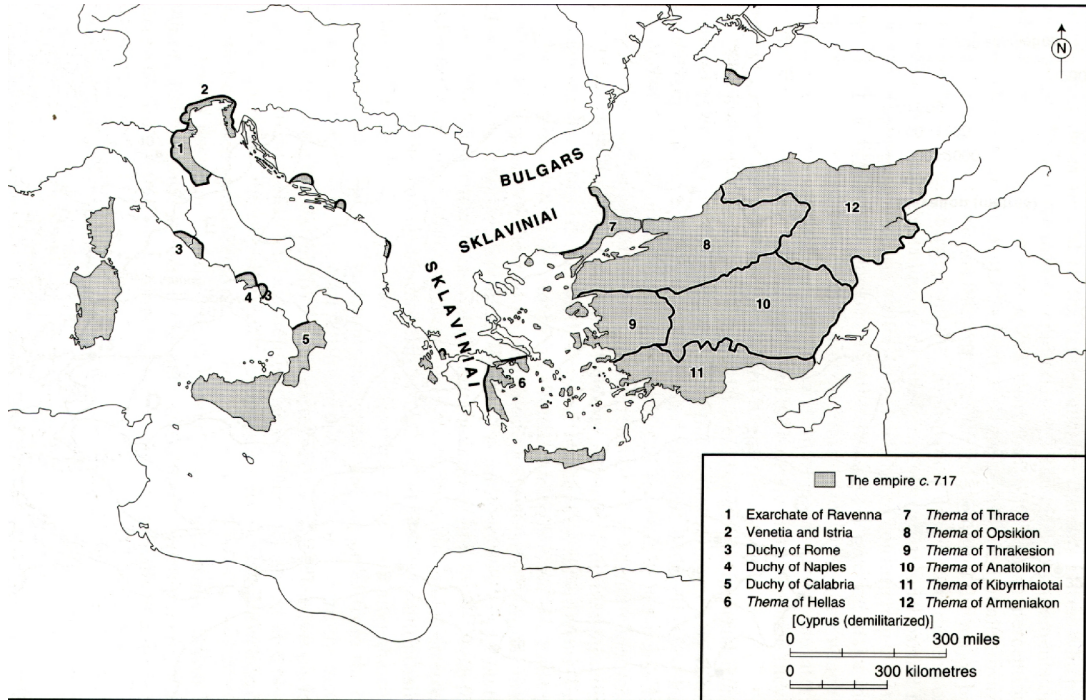 N
2
1
BULGARS
12
SKLAVINIAI
7
8
3
SKLAVINIAI
4
3
10
9
5
11
6
The empire c. 717
1 Exarchate of Ravenna
2 Venetia and Istria
3 Duchy of Rome
4 Duchy of Naples
5 Duchy of Calabria
6 Thema of Hellas
7 Thema of Thrace
8 Thema of Opsikion
9 Thema of Thrakesion
10 Thema of Anatolikon
11 Thema of Kibyrrhaiotai
12 Thema of Armeniakon
[Cyprus (demilitarized)]
0 300 miles
0 300 kilometres